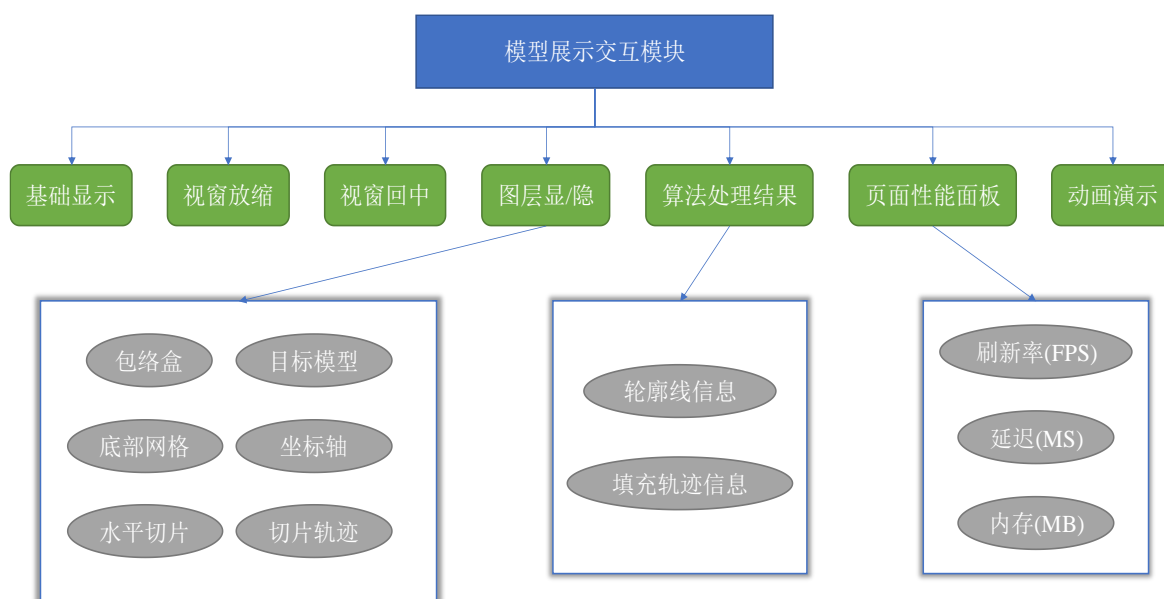 模型展示交互模块
基础显示
视窗放缩
视窗回中
图层显/隐
算法处理结果
页面性能面板
动画演示
包络盒
目标模型
底部网格
坐标轴
水平切片
切片轨迹
轮廓线信息
填充轨迹信息
刷新率(FPS)
延迟(MS)
内存(MB)